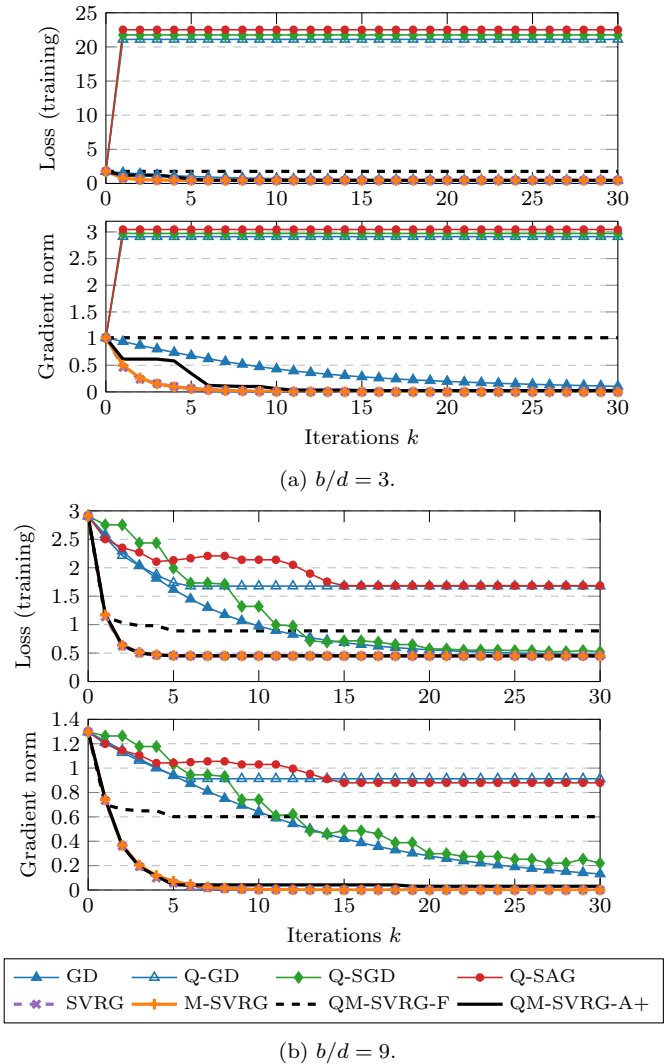 25
20
15
10
5
0
Loss (training)
0 5 10 15 20 25 30
3
2.5
2
1.5
1
0.5
0
Gradient norm
0 5 10 15 20 25 30
Iterations k
(a) b/d = 3.
3
2.5
2
1.5
1
0.5
0
Loss (training)
0 5 10 15 20 25 30
1.4
1.2
1
0.8
0.6
0.4
0.2
0
Gradient norm
0 5 10 15 20 25 30
Iterations k
GD Q-GD Q-SGD Q-SAG
SVRG M-SVRG QM-SVRG-F QM-SVRG-A+
(b) b/d = 9.